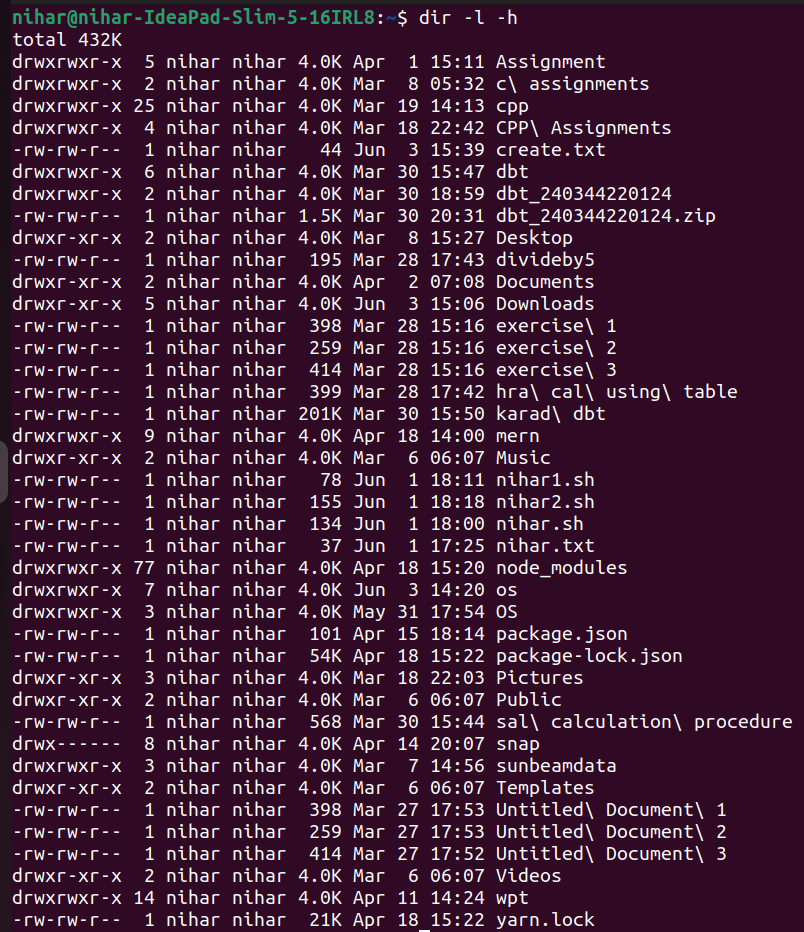 nihar@nihar-IdeaPad-Slim-5-16IRL8:~$ dir -l -h
total 432K
drwxrwxr-x  5 nihar nihar 4.0K Apr  1 15:11 Assignment
drwxrwxr-x  2 nihar nihar 4.0K Mar  8 05:32 c\ assignments
drwxrwxr-x 25 nihar nihar 4.0K Mar 19 14:13 cpp
drwxrwxr-x  4 nihar nihar 4.0K Mar 18 22:42 CPP\ Assignments
-rw-rw-r--  1 nihar nihar   44 Jun  3 15:39 create.txt
drwxrwxr-x  6 nihar nihar 4.0K Mar 30 15:47 dbt
drwxrwxr-x  2 nihar nihar 4.0K Mar 30 18:59 dbt_240344220124
-rw-rw-r--  1 nihar nihar 1.5K Mar 30 20:31 dbt_240344220124.zip
drwxr-xr-x  2 nihar nihar 4.0K Mar  8 15:27 Desktop
-rw-rw-r--  1 nihar nihar  195 Mar 28 17:43 divideby5
drwxr-xr-x  2 nihar nihar 4.0K Apr  2 07:08 Documents
drwxr-xr-x  5 nihar nihar 4.0K Jun  3 15:06 Downloads
-rw-rw-r--  1 nihar nihar  398 Mar 28 15:16 exercise\ 1
-rw-rw-r--  1 nihar nihar  259 Mar 28 15:16 exercise\ 2
-rw-rw-r--  1 nihar nihar  414 Mar 28 15:16 exercise\ 3
-rw-rw-r--  1 nihar nihar  399 Mar 28 17:42 hra\ cal\ using\ table
-rw-rw-r--  1 nihar nihar 201K Mar 30 15:50 karad\ dbt
drwxrwxr-x  9 nihar nihar 4.0K Apr 18 14:00 mern
drwxr-xr-x  2 nihar nihar 4.0K Mar  6 06:07 Music
-rw-rw-r--  1 nihar nihar   78 Jun  1 18:11 nihar1.sh
-rw-rw-r--  1 nihar nihar  155 Jun  1 18:18 nihar2.sh
-rw-rw-r--  1 nihar nihar  134 Jun  1 18:00 nihar.sh
-rw-rw-r--  1 nihar nihar   37 Jun  1 17:25 nihar.txt
drwxrwxr-x 77 nihar nihar 4.0K Apr 18 15:20 node_modules
drwxrwxr-x  7 nihar nihar 4.0K Jun  3 14:20 os
drwxrwxr-x  3 nihar nihar 4.0K May 31 17:54 OS
-rw-rw-r--  1 nihar nihar  101 Apr 15 18:14 package.json
-rw-rw-r--  1 nihar nihar  54K Apr 18 15:22 package-lock.json
drwxr-xr-x  3 nihar nihar 4.0K Mar 18 22:03 Pictures
drwxr-xr-x  2 nihar nihar 4.0K Mar  6 06:07 Public
-rw-rw-r--  1 nihar nihar  568 Mar 30 15:44 sal\ calculation\ procedure
drwx------  8 nihar nihar 4.0K Apr 14 20:07 snap
drwxrwxr-x  3 nihar nihar 4.0K Mar  7 14:56 sunbeamdata
drwxr-xr-x  2 nihar nihar 4.0K Mar  6 06:07 Templates
-rw-rw-r--  1 nihar nihar  398 Mar 27 17:53 Untitled\ Document\ 1
-rw-rw-r--  1 nihar nihar  259 Mar 27 17:53 Untitled\ Document\ 2
-rw-rw-r--  1 nihar nihar  414 Mar 27 17:52 Untitled\ Document\ 3
drwxr-xr-x  2 nihar nihar 4.0K Mar  6 06:07 Videos
drwxrwxr-x 14 nihar nihar 4.0K Apr 11 14:24 wpt
-rw-rw-r--  1 nihar nihar  21K Apr 18 15:22 yarn.lock